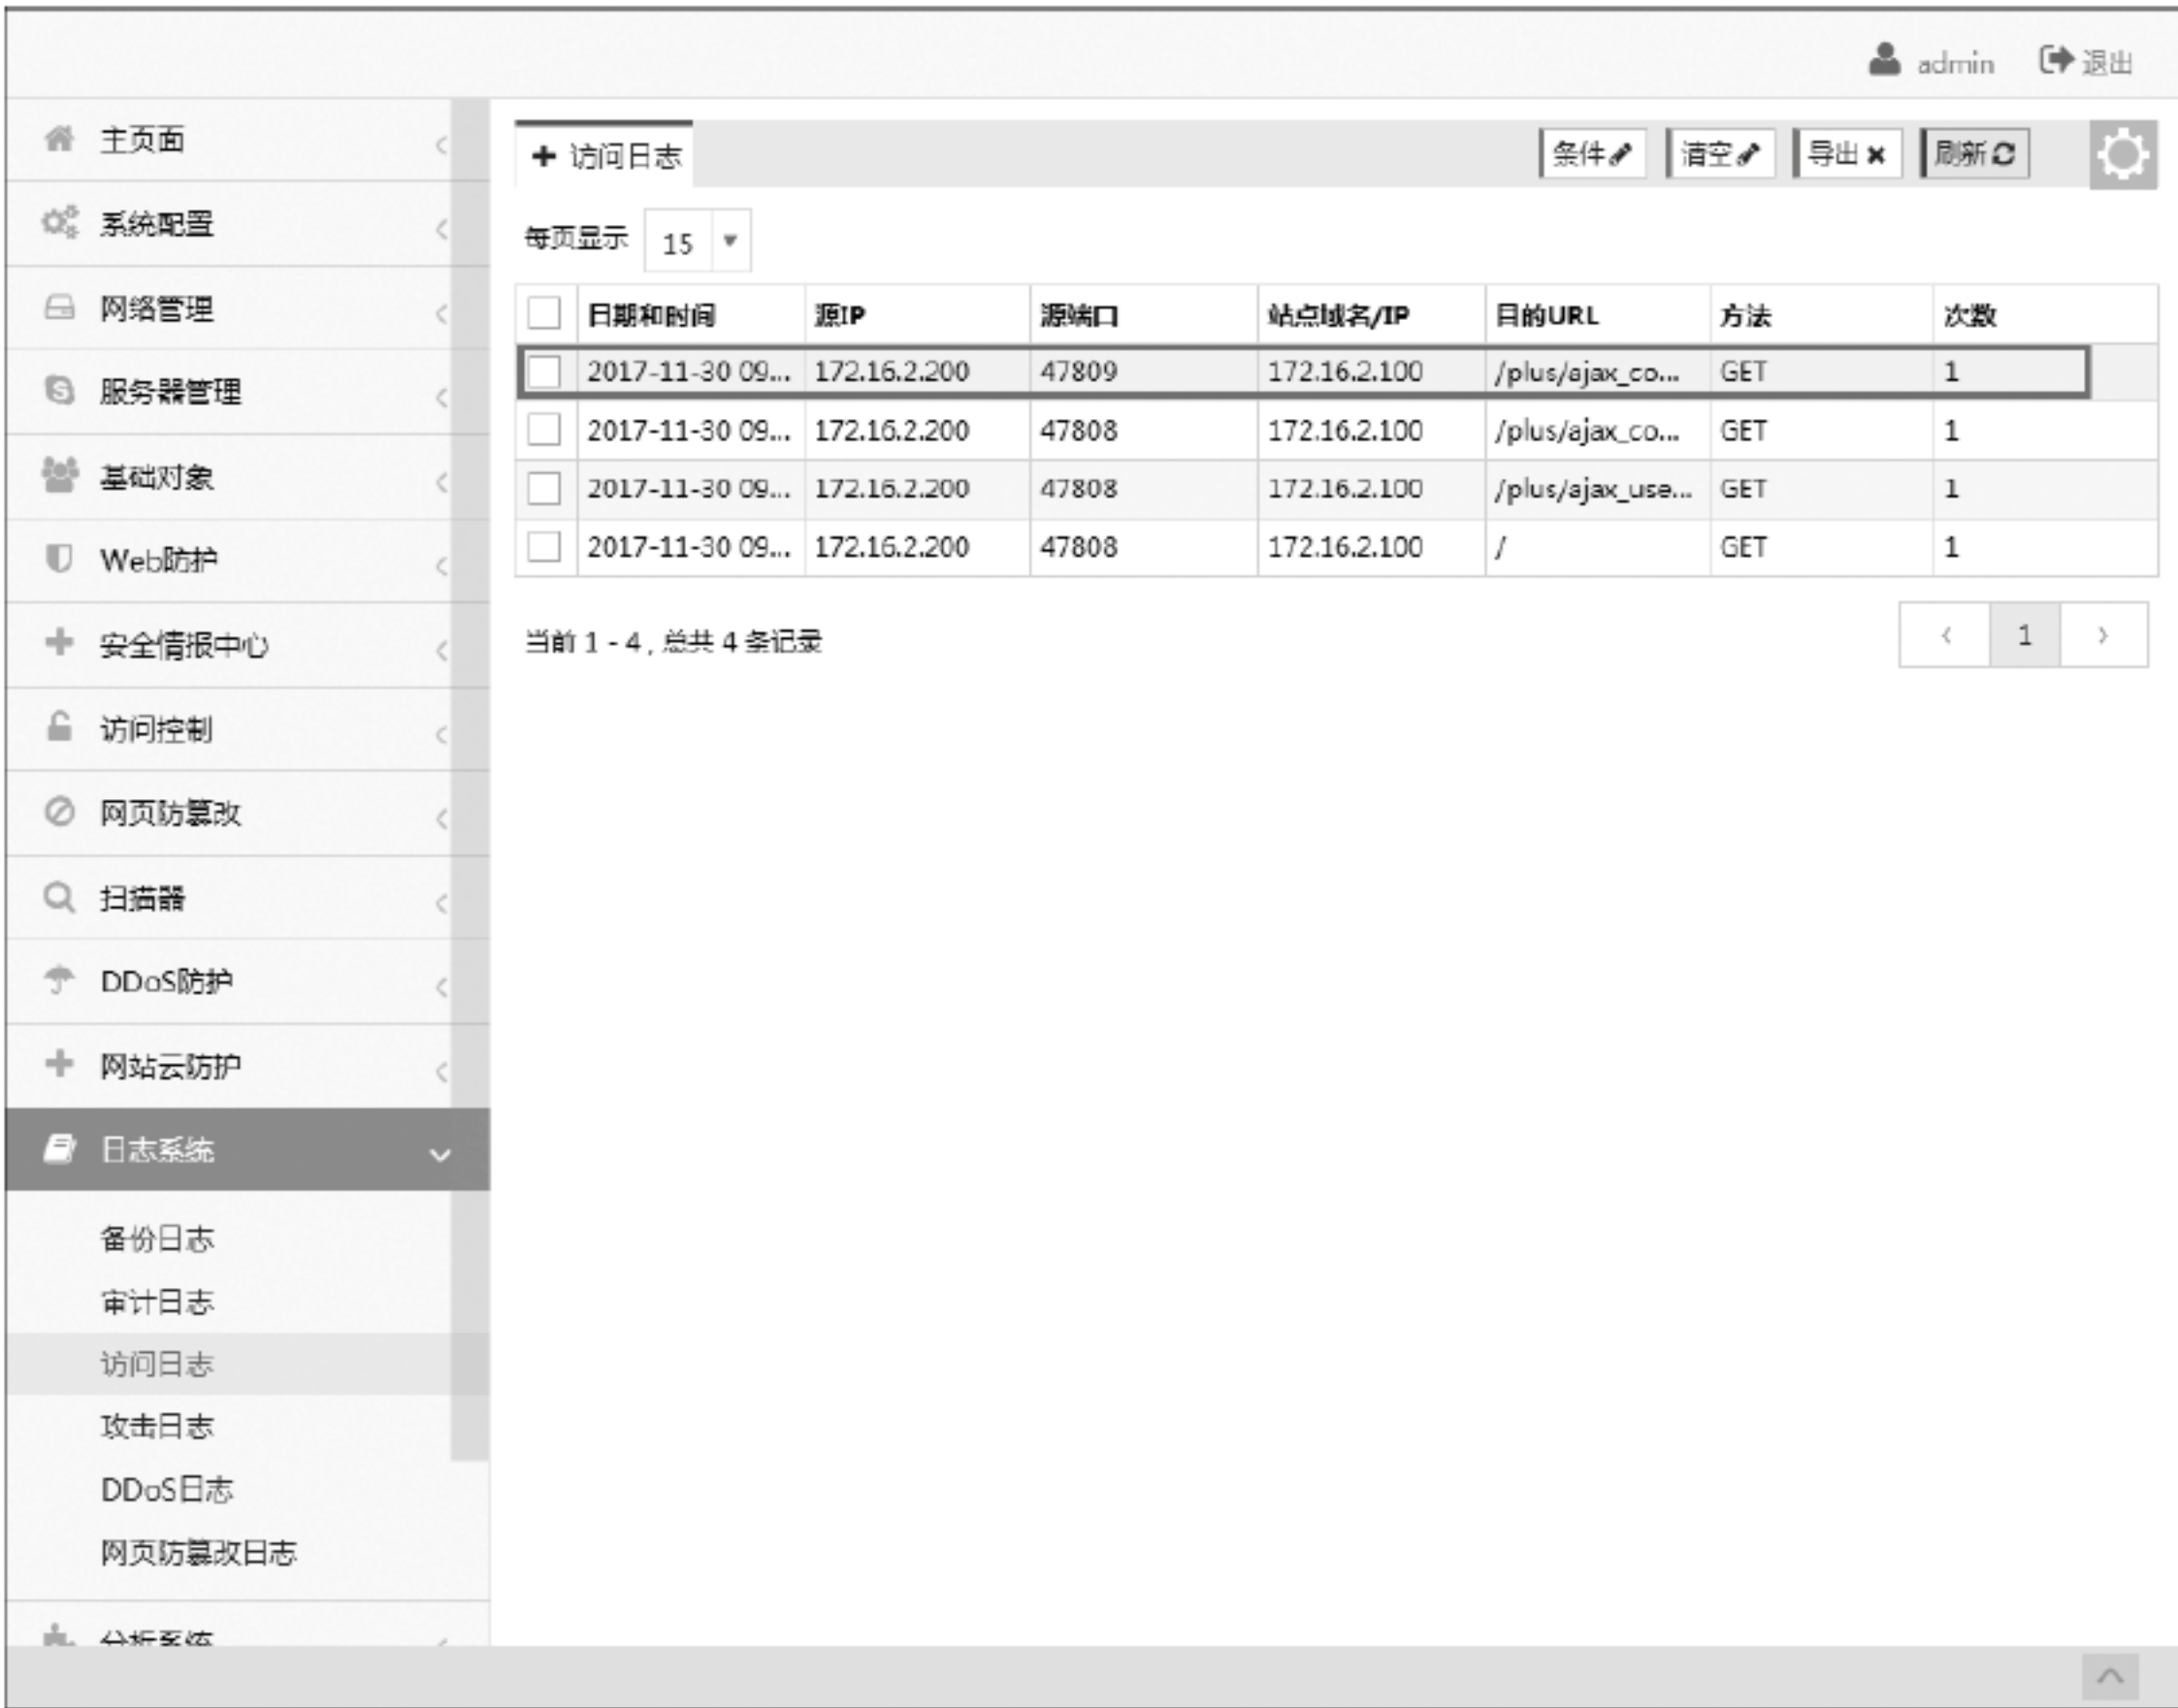 admin 退出
主页面
系统配置
网络管理
服务器管理
基础对象
Web防护
安全情报中心
访问控制
网页防篡改
扫描器
DDoS防护
网站云防护
日志系统
备份日志
审计日志
访问日志
攻击日志
DDoS日志
网页防篡改日志
分析系统
访问日志 条件 清空 导出 刷新
每页显示 15
日期和时间 源IP 源端口 站点域名/IP 目的URL 方法 次数
2017-11-30 09... 172.16.2.200 47809 172.16.2.100 /plus/ajax_co... GET 1
2017-11-30 09... 172.16.2.200 47808 172.16.2.100 /plus/ajax_co... GET 1
2017-11-30 09... 172.16.2.200 47808 172.16.2.100 /plus/ajax_use... GET 1
2017-11-30 09... 172.16.2.200 47808 172.16.2.100 / GET 1
当前 1 - 4 , 总共 4 条记录
1